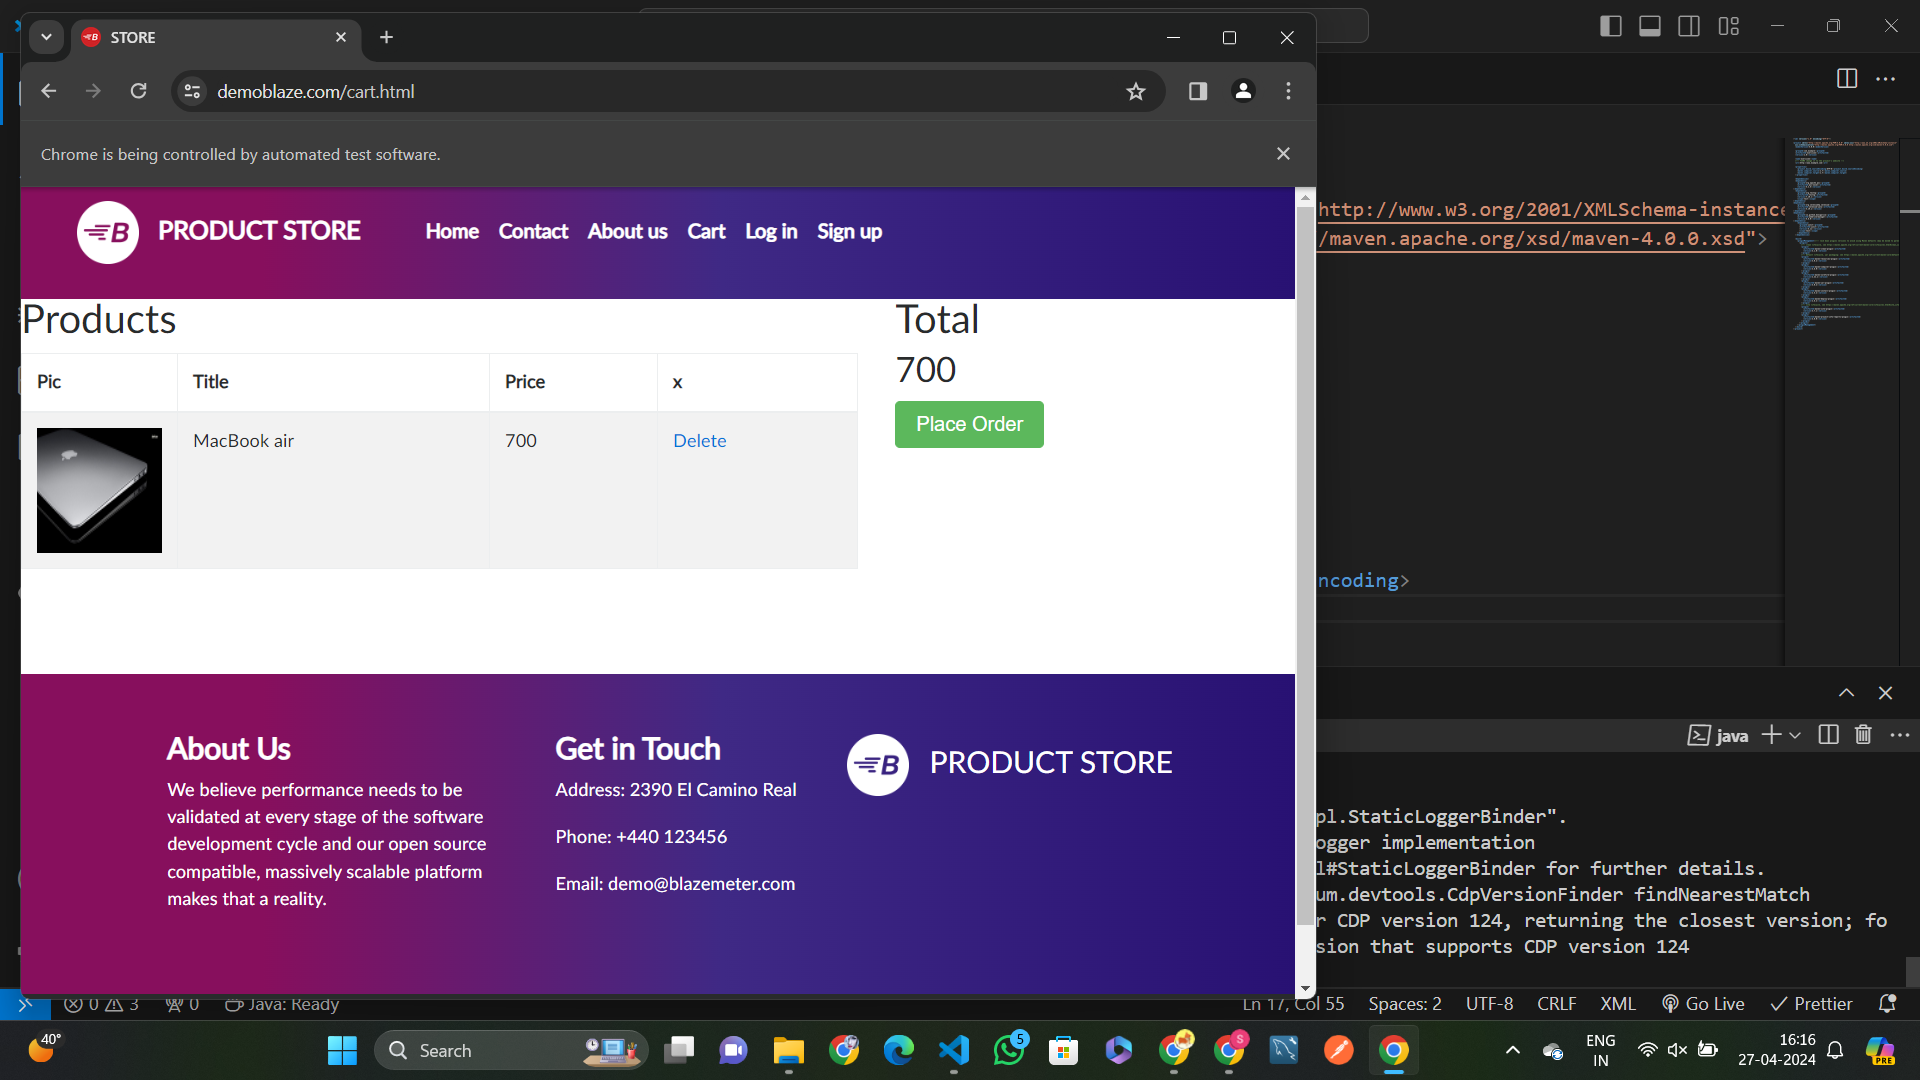 STORE
demoblaze.com/cart.html
Chrome is being controlled by automated test software.
PRODUCT STORE
Home Contact About us Cart Log in Sign up
Products
Pic Title Price x
MacBook air 700 Delete
Total
700
Place Order
About Us
We believe performance needs to be
validated at every stage of the software
development cycle and our open source
compatible, massively scalable platform
makes that a reality.
Get in Touch
Address: 2390 El Camino Real
Phone: +440 123456
Email: demo@blazemeter.com
PRODUCT STORE
http://www.w3.org/2001/XMLSchema-instance
/maven.apache.org/xsd/maven-4.0.0.xsd">
ncoding>
java
pl.StaticLoggerBinder".
ogger implementation
l#StaticLoggerBinder for further details.
um.devtools.CdpVersionFinder findNearestMatch
r CDP version 124, returning the closest version; fo
sion that supports CDP version 124
0 3 0 Java: Ready
Ln 17, Col 55 Spaces: 2 UTF-8 CRLF XML Go Live Prettier
40°
Search
5
S
PRE
ENG
IN
16:16
27-04-2024